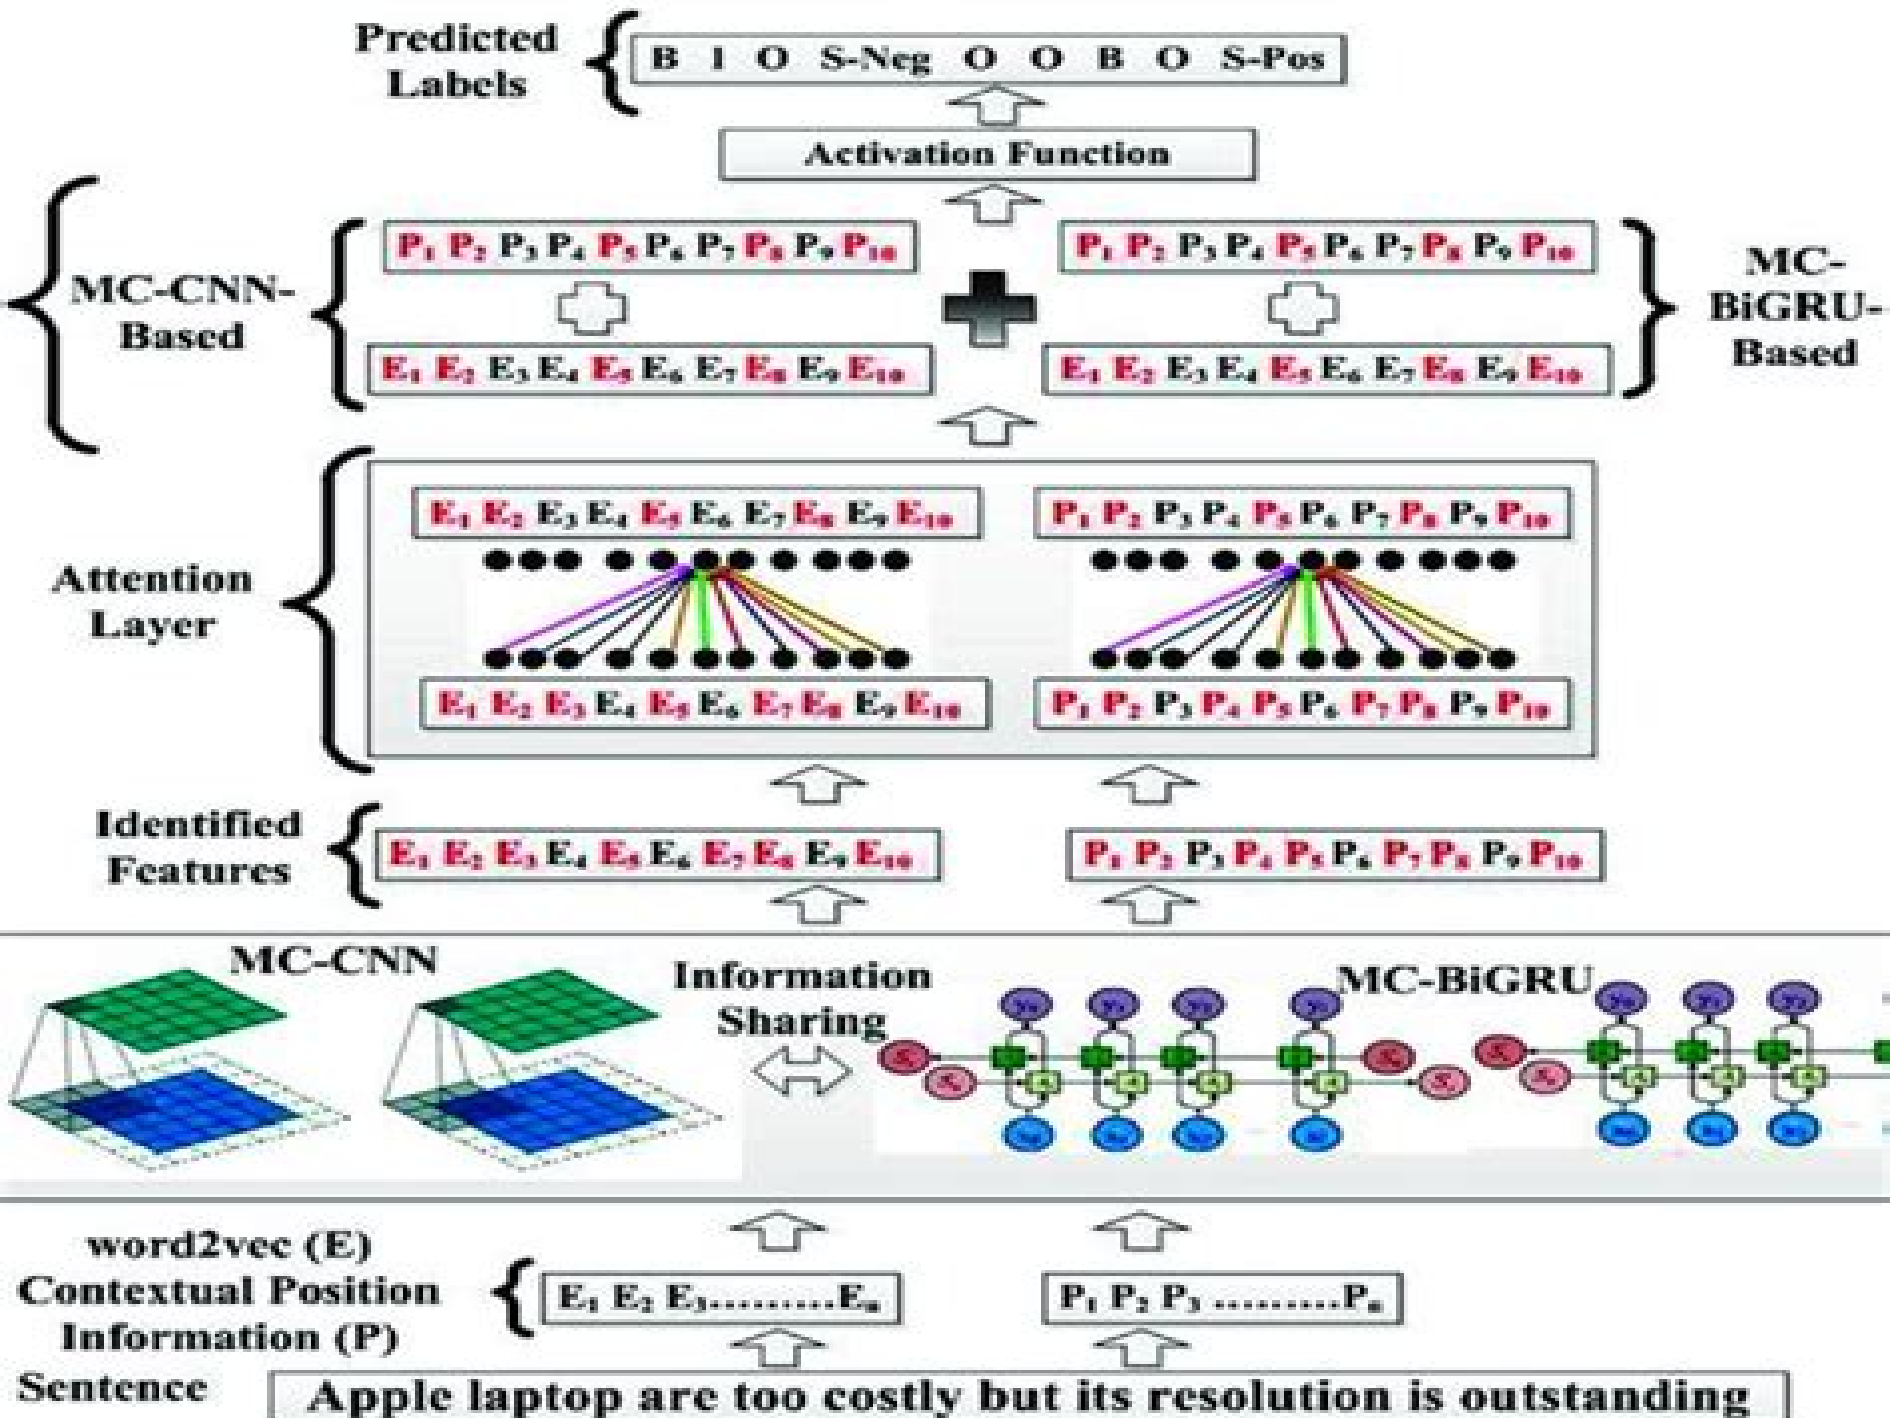 Predicted
Labels
B I O S-Neg O O B O S-Pos
Activation Function
MC-CNN-
Based
P₁ P₂ P₃ P₄ P₅ P₆ P₇ P₈ P₉ P₁₀
P₁ P₂ P₃ P₄ P₅ P₆ P₇ P₈ P₉ P₁₀
E₁ E₂ E₃ E₄ E₅ E₆ E₇ E₈ E₉ E₁₀
E₁ E₂ E₃ E₄ E₅ E₆ E₇ E₈ E₉ E₁₀
MC-
BiGRU-
Based
Attention
Layer
E₁ E₂ E₃ E₄ E₅ E₆ E₇ E₈ E₉ E₁₀
P₁ P₂ P₃ P₄ P₅ P₆ P₇ P₈ P₉ P₁₀
E₁ E₂ E₃ E₄ E₅ E₆ E₇ E₈ E₉ E₁₀
P₁ P₂ P₃ P₄ P₅ P₆ P₇ P₈ P₉ P₁₀
Identified
Features
E₁ E₂ E₃ E₄ E₅ E₆ E₇ E₈ E₉ E₁₀
P₁ P₂ P₃ P₄ P₅ P₆ P₇ P₈ P₉ P₁₀
MC-CNN
Information
Sharing
MC-BiGRU
word2vec (E)
Contextual Position
Information (P)
E₁ E₂ E₃..........Eₙ
P₁ P₂ P₃ ..........Pₙ
Sentence
Apple laptop are too costly but its resolution is outstanding